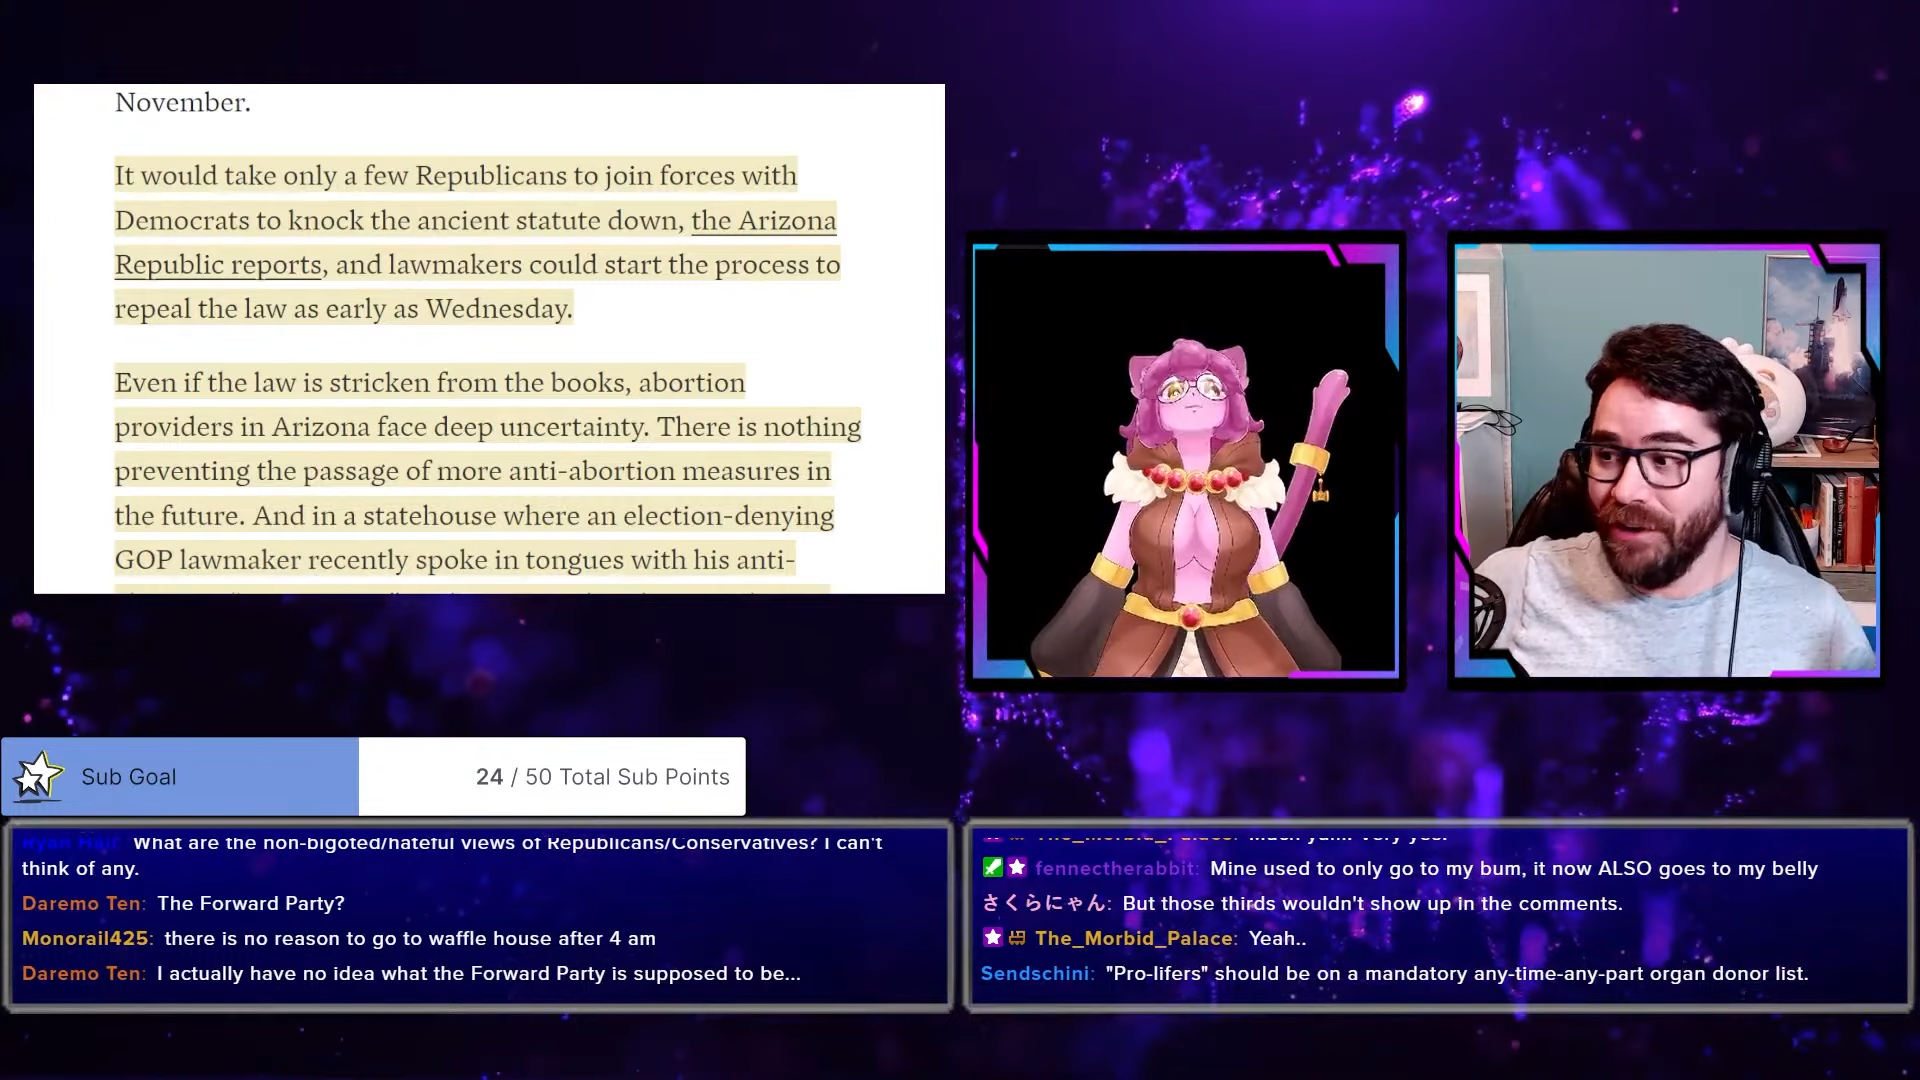 November.
It would take only a few Republicans to join forces with
Democrats to knock the ancient statute down, the Arizona
Republic reports, and lawmakers could start the process to
repeal the law as early as Wednesday.
Even if the law is stricken from the books, abortion
providers in Arizona face deep uncertainty. There is nothing
preventing the passage of more anti-abortion measures in
the future. And in a statehouse where an election-denying
GOP lawmaker recently spoke in tongues with his anti-
Sub Goal
24 / 50 Total Sub Points
What are the non-bigoted/hateful views of Republicans/Conservatives? I can't
think of any.
Daremo Ten: The Forward Party?
Monorail425: there is no reason to go to waffle house after 4 am
Daremo Ten: I actually have no idea what the Forward Party is supposed to be...
The_Morbid_Palace: Much yum. Very yes.
fennectherabbit: Mine used to only go to my bum, it now ALSO goes to my belly
さくらにゃん: But those thirds wouldn't show up in the comments.
The_Morbid_Palace: Yeah..
Sendschini: "Pro-lifers" should be on a mandatory any-time-any-part organ donor list.